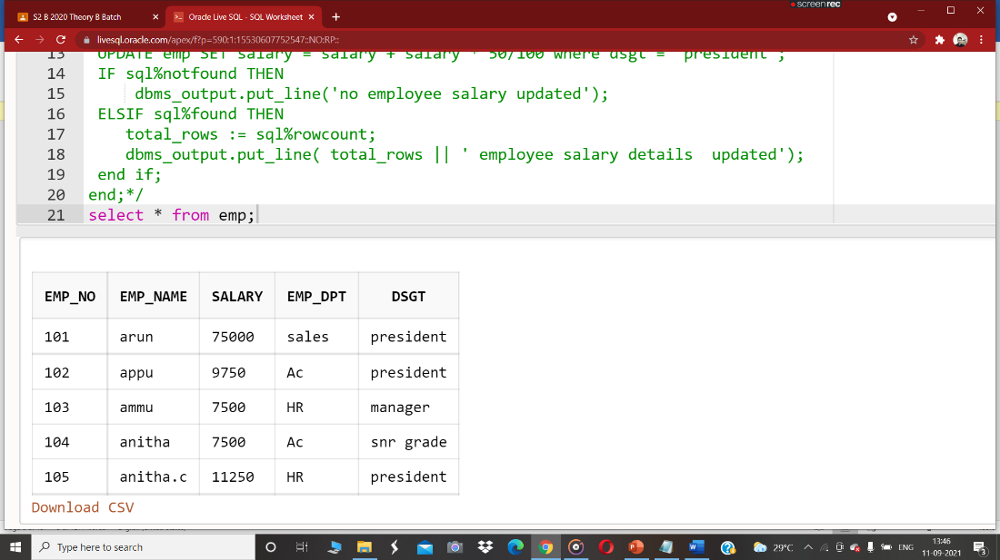 screenrec
S2 B 2020 Theory B Batch
Oracle Live SQL - SQL Worksheet
livesql.oracle.com/apex/f?p=590:1:15530607752547::NO:RP::
13 UPDATE emp SET salary = salary + salary * 50/100 where dsgt = 'president';
14 IF sql%notfound THEN
15 dbms_output.put_line('no employee salary updated');
16 ELSIF sql%found THEN
17 total_rows := sql%rowcount;
18 dbms_output.put_line( total_rows || ' employee salary details  updated');
19 end if;
20 end;*/
21 select * from emp;
EMP_NO EMP_NAME SALARY EMP_DPT DSGT
101 arun 75000 sales president
102 appu 9750 Ac president
103 ammu 7500 HR manager
104 anitha 7500 Ac snr grade
105 anitha.c 11250 HR president
Download CSV
Type here to search
29°C
ENG
13:46
11-09-2021
3